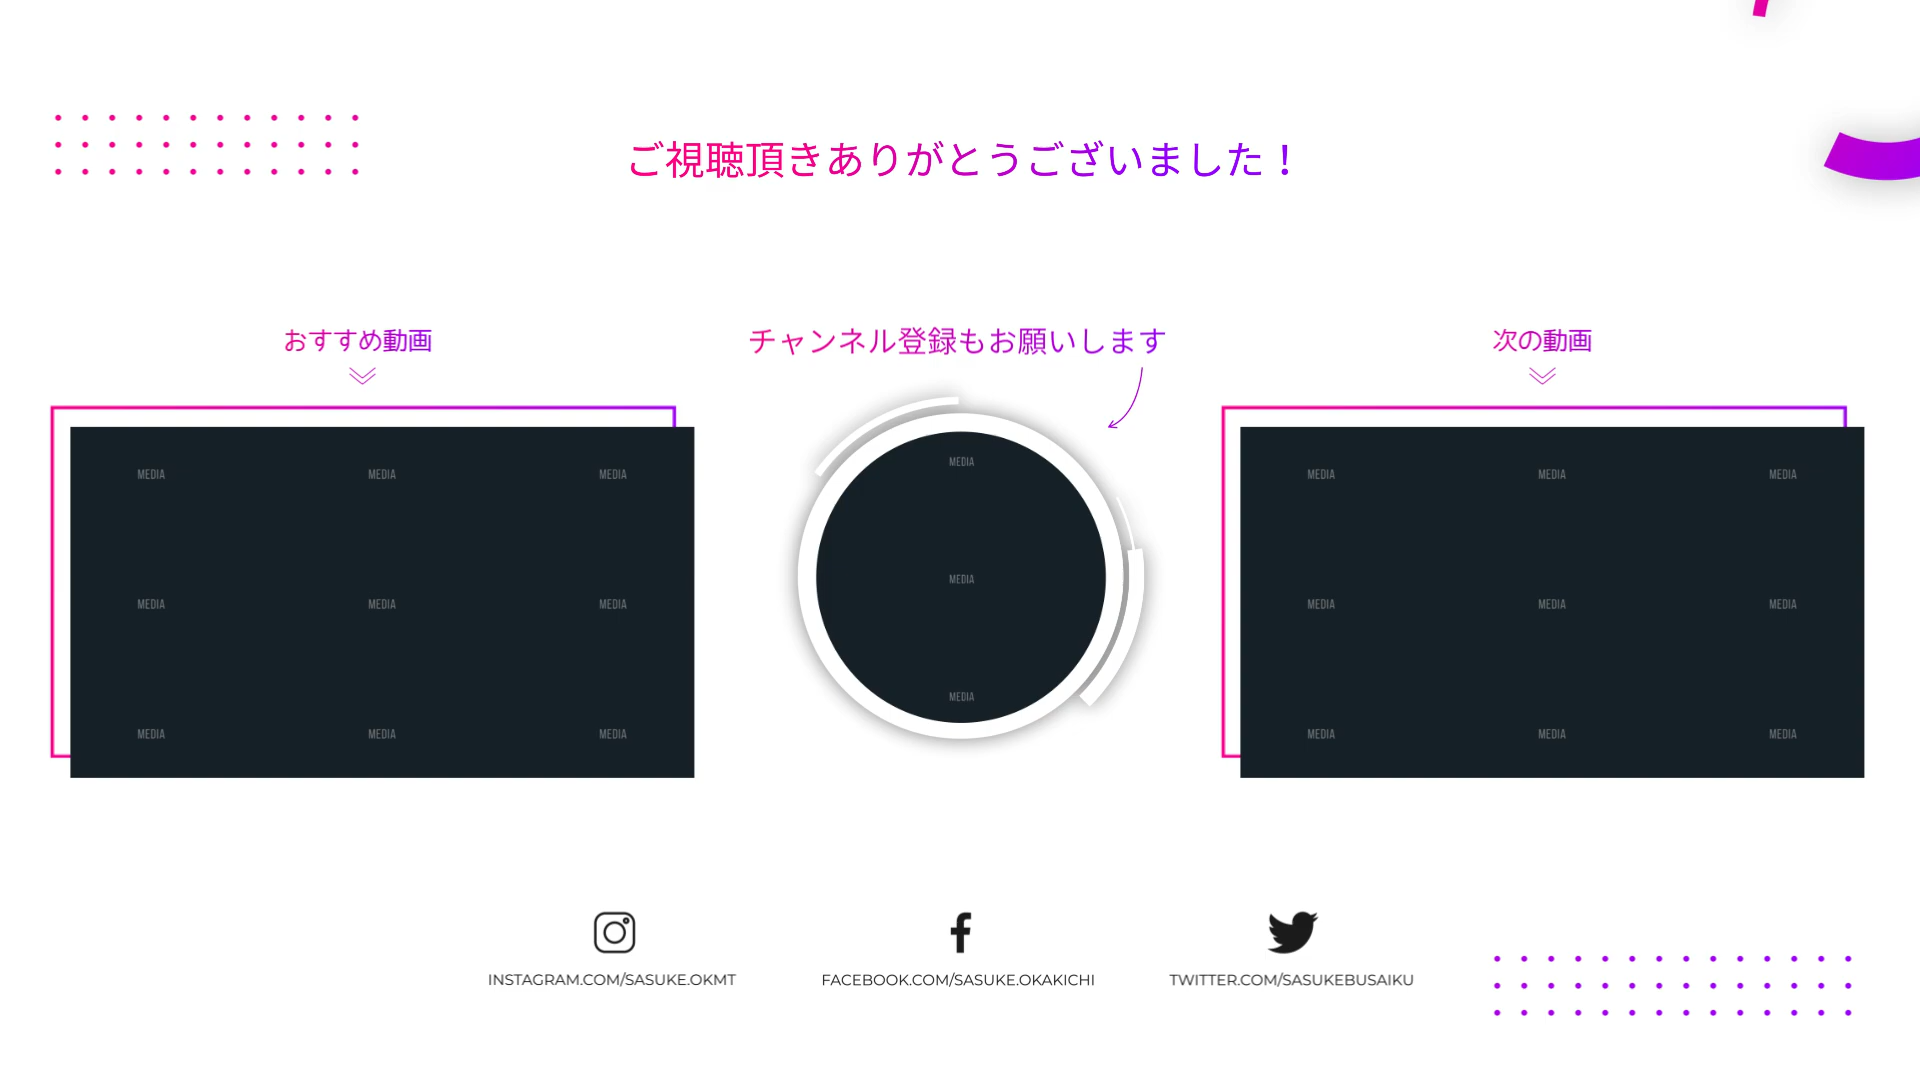 ご視聴頂きありがとうございました！
おすすめ動画
チャンネル登録もお願いします
次の動画
MEDIA MEDIA MEDIA
MEDIA MEDIA MEDIA
MEDIA MEDIA MEDIA
MEDIA
MEDIA
MEDIA
MEDIA MEDIA MEDIA
MEDIA MEDIA MEDIA
MEDIA MEDIA MEDIA
INSTAGRAM.COM/SASUKE.OKMT
FACEBOOK.COM/SASUKE.OKAKICHI
TWITTER.COM/SASUKEBUSAIKU